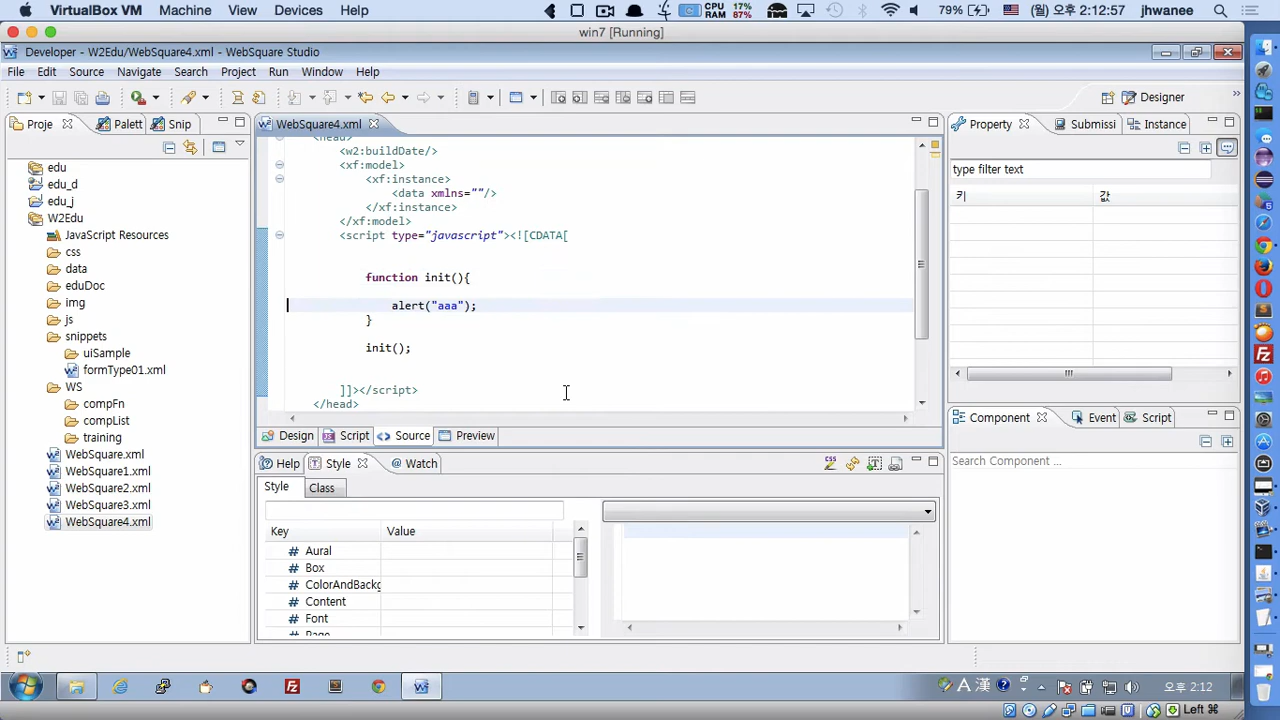 VirtualBox VM Machine View Devices Help CPU 17% RAM 87% 79% (월) 오후 2:12:57 jhwanee
win7 [Running]
Developer - W2Edu/WebSquare4.xml - WebSquare Studio
File Edit Source Navigate Search Project Run Window Help
Designer
Proje Palett Snip
WebSquare4.xml
Property Submissi Instance
edu
edu_d
edu_j
W2Edu
JavaScript Resources
css
data
eduDoc
img
js
snippets
uiSample
formType01.xml
WS
compFn
compList
training
WebSquare.xml
WebSquare1.xml
WebSquare2.xml
WebSquare3.xml
WebSquare4.xml
<head>
<w2:buildDate/>
<xf:model>
<xf:instance>
<data xmlns=""/>
</xf:instance>
</xf:model>
<script type="javascript"><![CDATA[
function init(){
alert("aaa");
}
init();
]]></script>
</head>
Design Script Source Preview
type filter text
키 값
Component Event Script
Search Component ...
Help Style Watch
Style Class
Key Value
Aural
Box
ColorAndBackg
Content
Font
Page
A 漢
오후 2:12
Left ⌘